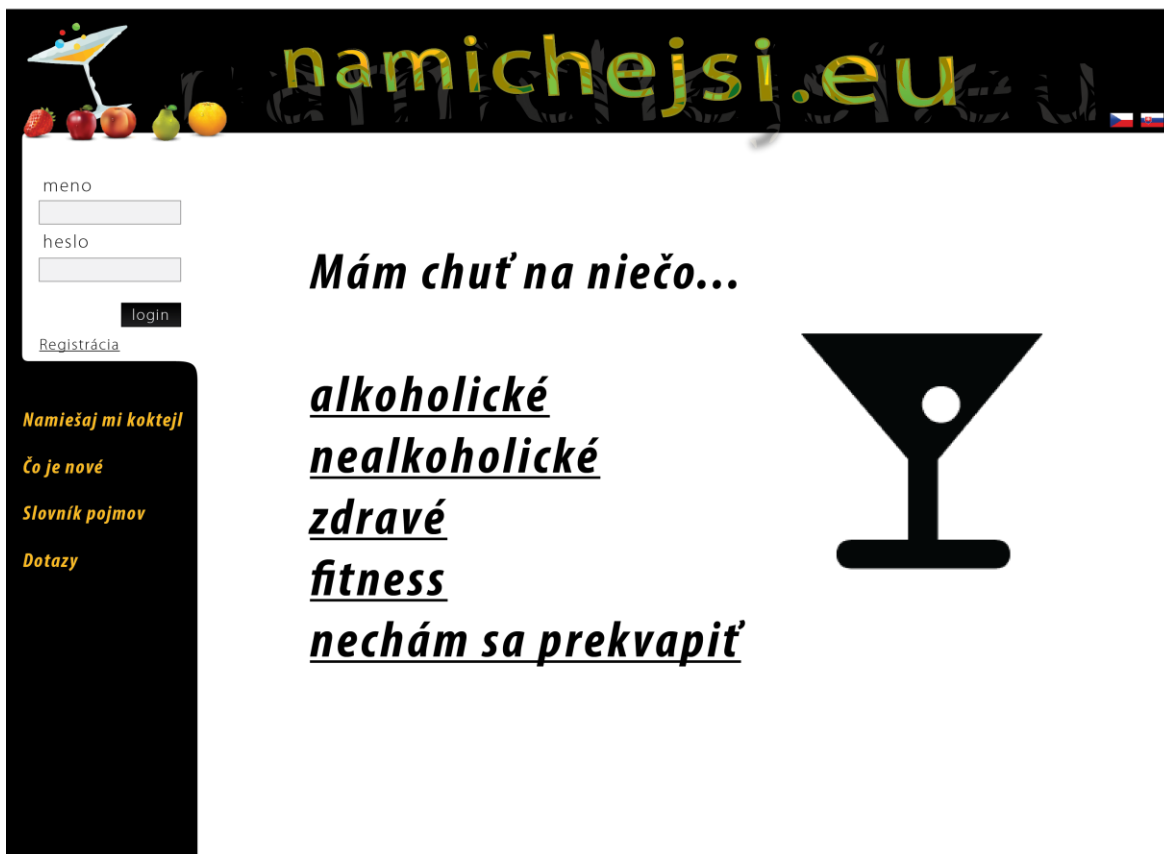 namichejsi.eu
meno
heslo
login
Registrácia
Namiešaj mi koktejl
Čo je nové
Slovník pojmov
Dotazy
Mám chuť na niečo...
alkoholické
nealkoholické
zdravé
fitness
nechám sa prekvapiť